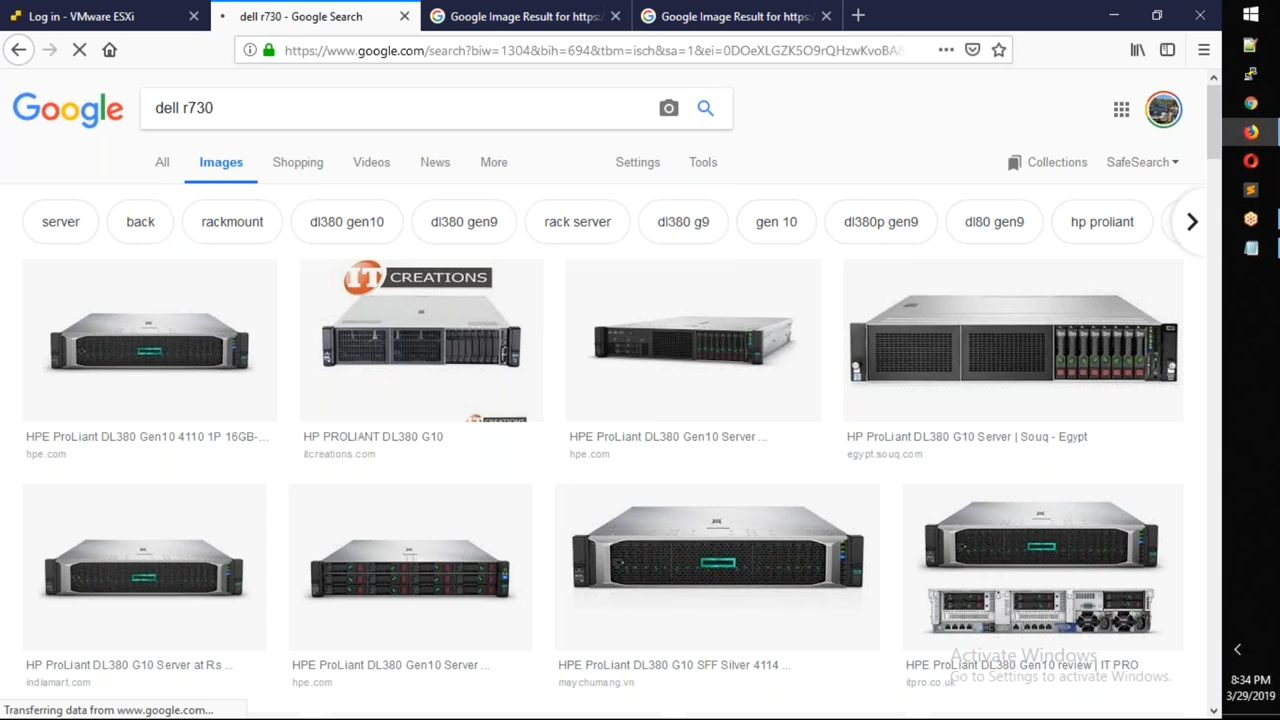 Log in - VMware ESXi
dell r730 - Google Search
Google Image Result for https:
Google Image Result for https:
https://www.google.com/search?biw=1304&bih=694&tbm=isch&sa=1&ei=0DOeXLGZK5O9rQHzwKvoBA
Google
dell r730
All
Images
Shopping
Videos
News
More
Settings
Tools
Collections
SafeSearch
server
back
rackmount
dl380 gen10
dl380 gen9
rack server
dl380 g9
gen 10
dl380p gen9
dl80 gen9
hp proliant
IT CREATIONS
HPE ProLiant DL380 Gen10 4110 1P 16GB-...
HP PROLIANT DL380 G10
HPE ProLiant DL380 Gen10 Server ...
HP ProLiant DL380 G10 Server | Souq - Egypt
hpe.com
itcreations.com
hpe.com
egypt.souq.com
HP ProLiant DL380 G10 Server at Rs ...
HPE ProLiant DL380 Gen10 Server ...
HPE ProLiant DL380 G10 SFF Silver 4114 ...
HPE ProLiant DL380 Gen10 review | IT PRO
indiamart.com
hpe.com
maychumang.vn
itpro.co.uk
Activate Windows
Go to Settings to activate Windows.
Transferring data from www.google.com...
8:34 PM
3/29/2019